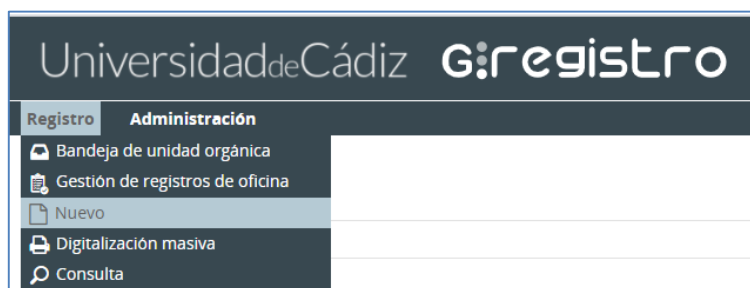 UniversidaddeCádiz G:registro
Registro Administración
Bandeja de unidad orgánica
Gestión de registros de oficina
Nuevo
Digitalización masiva
Consulta